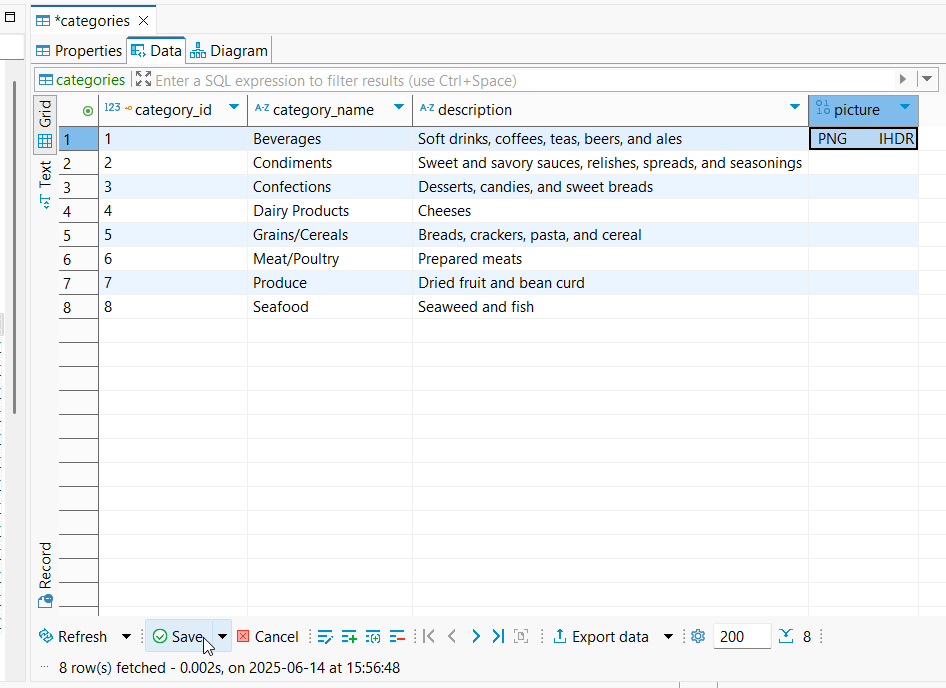 *categories
Properties Data Diagram
categories Enter a SQL expression to filter results (use Ctrl+Space)
Grid
Text
Record
123 category_id A-Z category_name A-Z description 01 10 picture
1 1 Beverages Soft drinks, coffees, teas, beers, and ales PNG IHDR
2 2 Condiments Sweet and savory sauces, relishes, spreads, and seasonings
3 3 Confections Desserts, candies, and sweet breads
4 4 Dairy Products Cheeses
5 5 Grains/Cereals Breads, crackers, pasta, and cereal
6 6 Meat/Poultry Prepared meats
7 7 Produce Dried fruit and bean curd
8 8 Seafood Seaweed and fish
Refresh Save Cancel Export data 200 8
8 row(s) fetched - 0.002s, on 2025-06-14 at 15:56:48